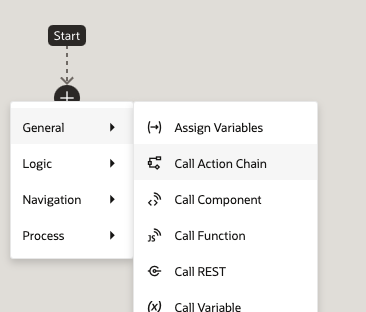 Start
General
Logic
Navigation
Process
Assign Variables
Call Action Chain
Call Component
Call Function
Call REST
Call Variable